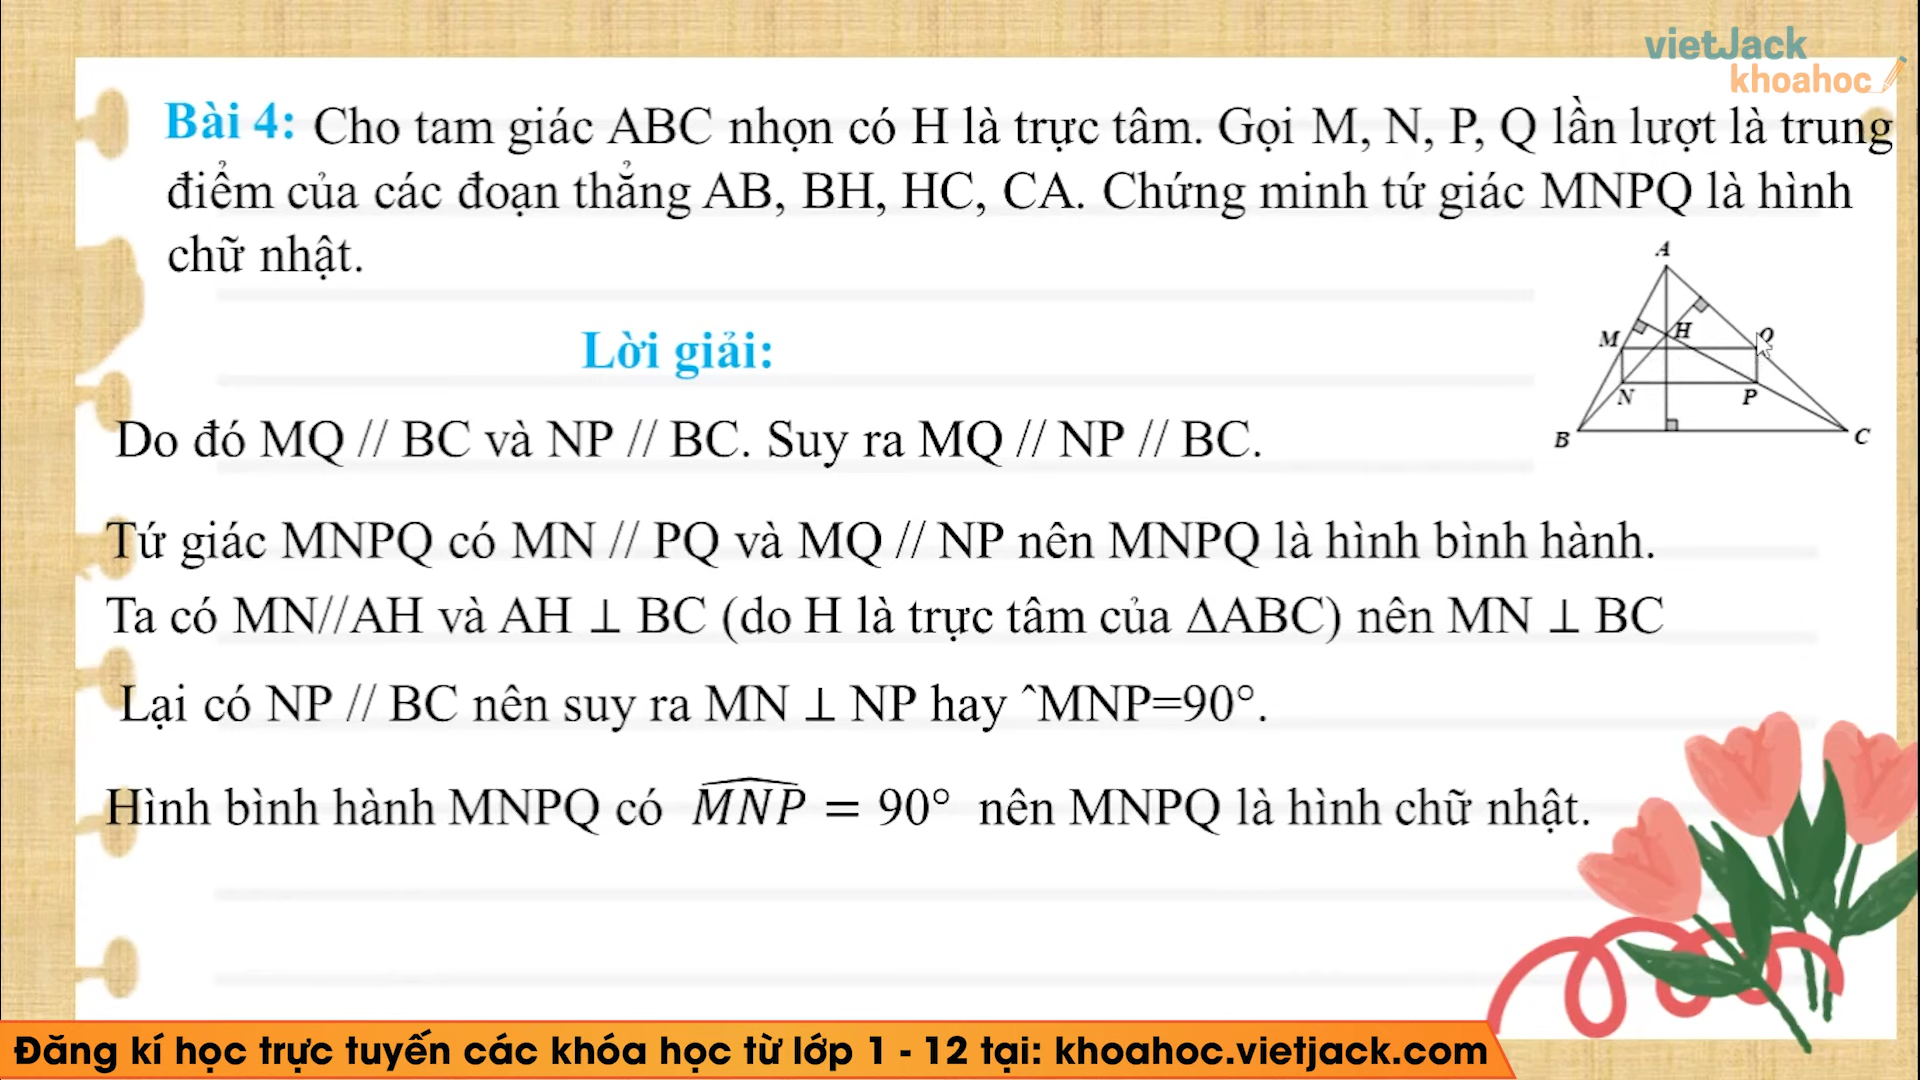 vietJack
khoahoc
Bài 4: Cho tam giác ABC nhọn có H là trực tâm. Gọi M, N, P, Q lần lượt là trung
điểm của các đoạn thẳng AB, BH, HC, CA. Chứng minh tứ giác MNPQ là hình
chữ nhật.
A
M
H
Q
N
P
B
C
Lời giải:
Do đó MQ // BC và NP // BC. Suy ra MQ // NP // BC.
Tứ giác MNPQ có MN // PQ và MQ // NP nên MNPQ là hình bình hành.
Ta có MN//AH và AH ⊥ BC (do H là trực tâm của ΔABC) nên MN ⊥ BC
Lại có NP // BC nên suy ra MN ⊥ NP hay ˆMNP=90°.
Hình bình hành MNPQ có $\widehat{MNP}$ = 90° nên MNPQ là hình chữ nhật.
Đăng kí học trực tuyến các khóa học từ lớp 1 - 12 tại: khoahoc.vietjack.com